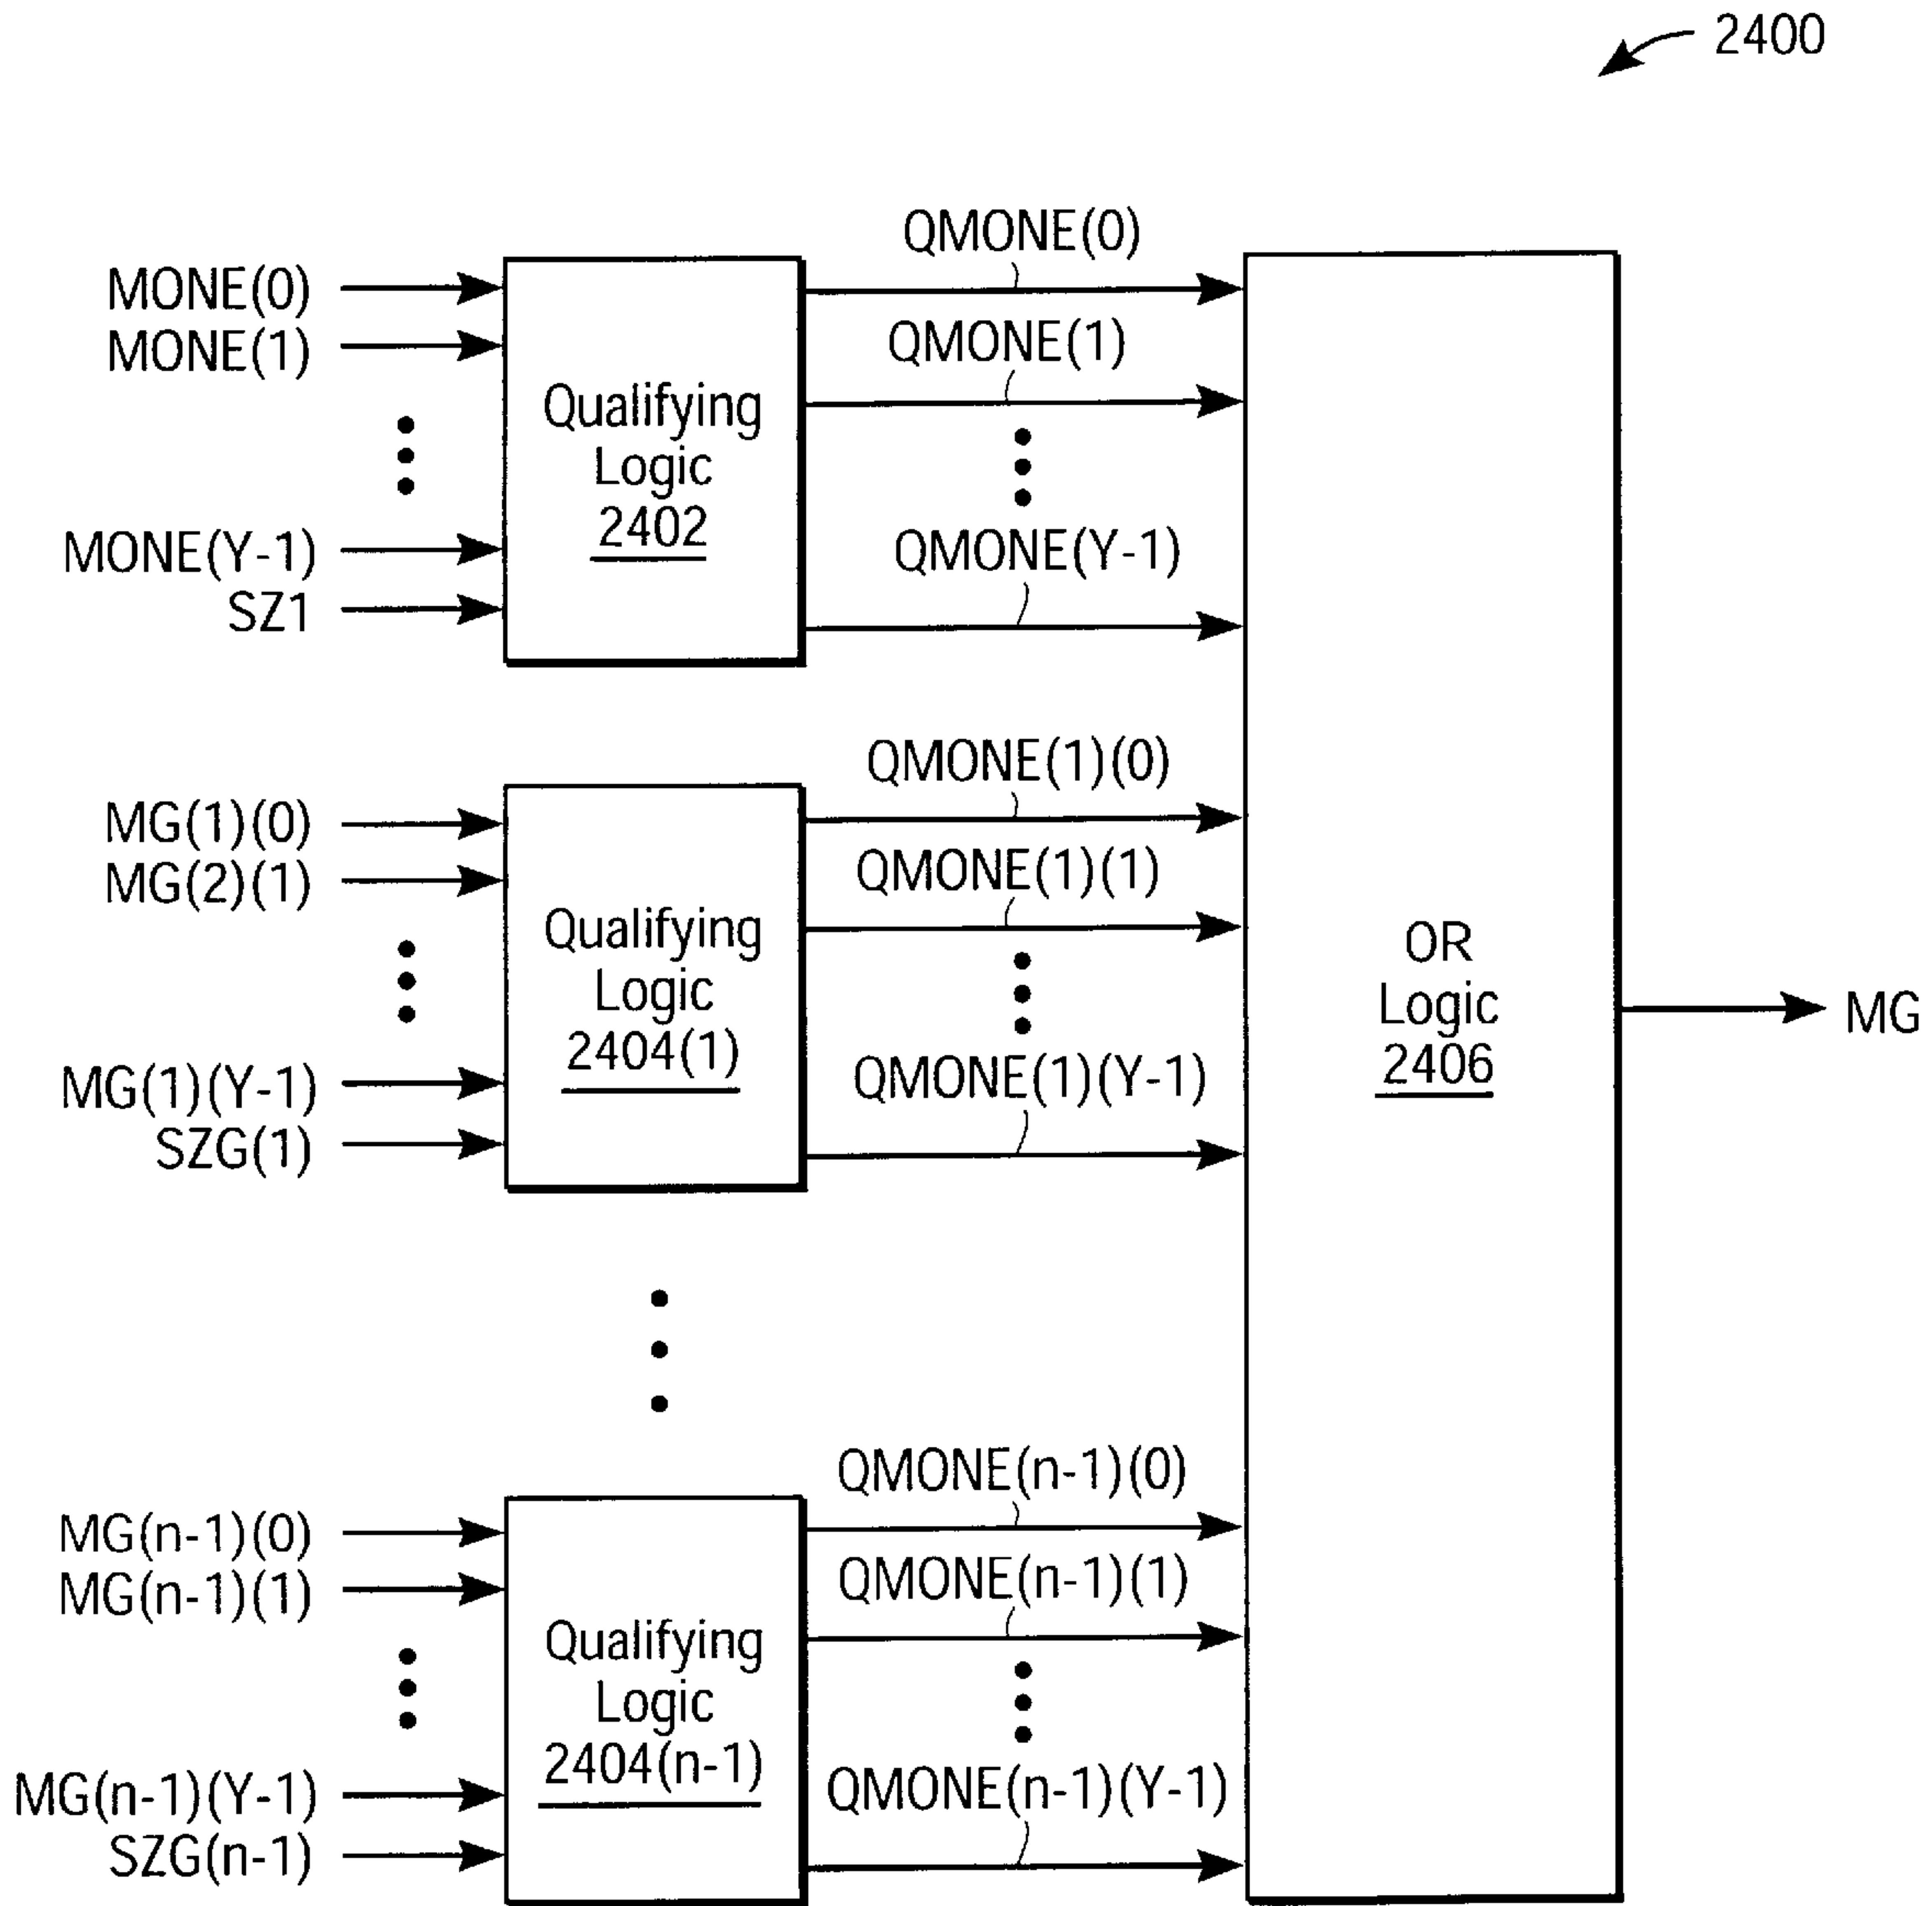 2400
QMONE(0)
MONE(0)
MONE(1)
QMONE(1)
Qualifying
Logic
2402
MONE(Y-1)
QMONE(Y-1)
SZ1
QMONE(1)(0)
MG(1)(0)
MG(2)(1)
QMONE(1)(1)
Qualifying
Logic
2404(1)
OR
Logic
2406
MG
MG(1)(Y-1)
QMONE(1)(Y-1)
SZG(1)
QMONE(n-1)(0)
MG(n-1)(0)
MG(n-1)(1)
QMONE(n-1)(1)
Qualifying
Logic
2404(n-1)
MG(n-1)(Y-1)
QMONE(n-1)(Y-1)
SZG(n-1)